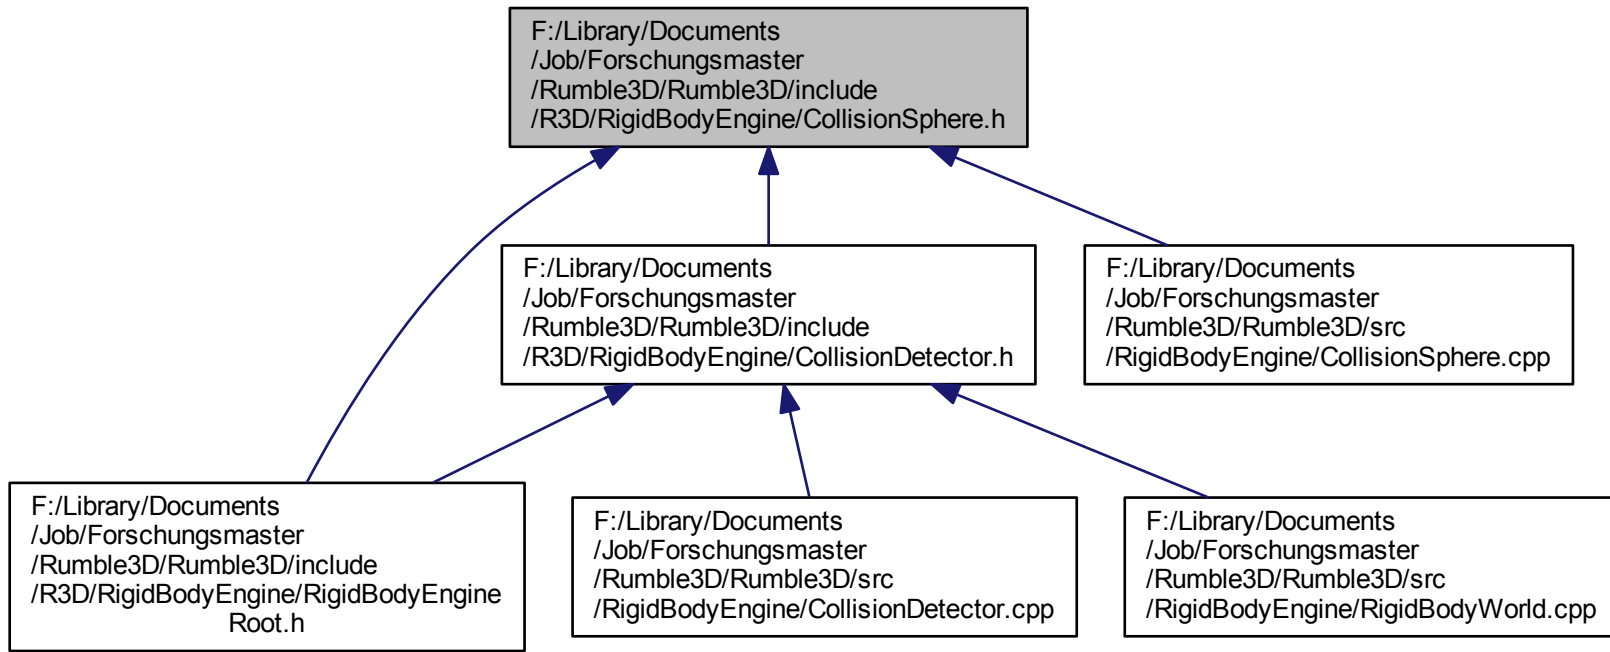 F:/Library/Documents
/Job/Forschungsmaster
/Rumble3D/Rumble3D/include
/R3D/RigidBodyEngine/CollisionSphere.h
F:/Library/Documents
/Job/Forschungsmaster
/Rumble3D/Rumble3D/include
/R3D/RigidBodyEngine/CollisionDetector.h
F:/Library/Documents
/Job/Forschungsmaster
/Rumble3D/Rumble3D/src
/RigidBodyEngine/CollisionSphere.cpp
F:/Library/Documents
/Job/Forschungsmaster
/Rumble3D/Rumble3D/include
/R3D/RigidBodyEngine/RigidBodyEngine
Root.h
F:/Library/Documents
/Job/Forschungsmaster
/Rumble3D/Rumble3D/src
/RigidBodyEngine/CollisionDetector.cpp
F:/Library/Documents
/Job/Forschungsmaster
/Rumble3D/Rumble3D/src
/RigidBodyEngine/RigidBodyWorld.cpp